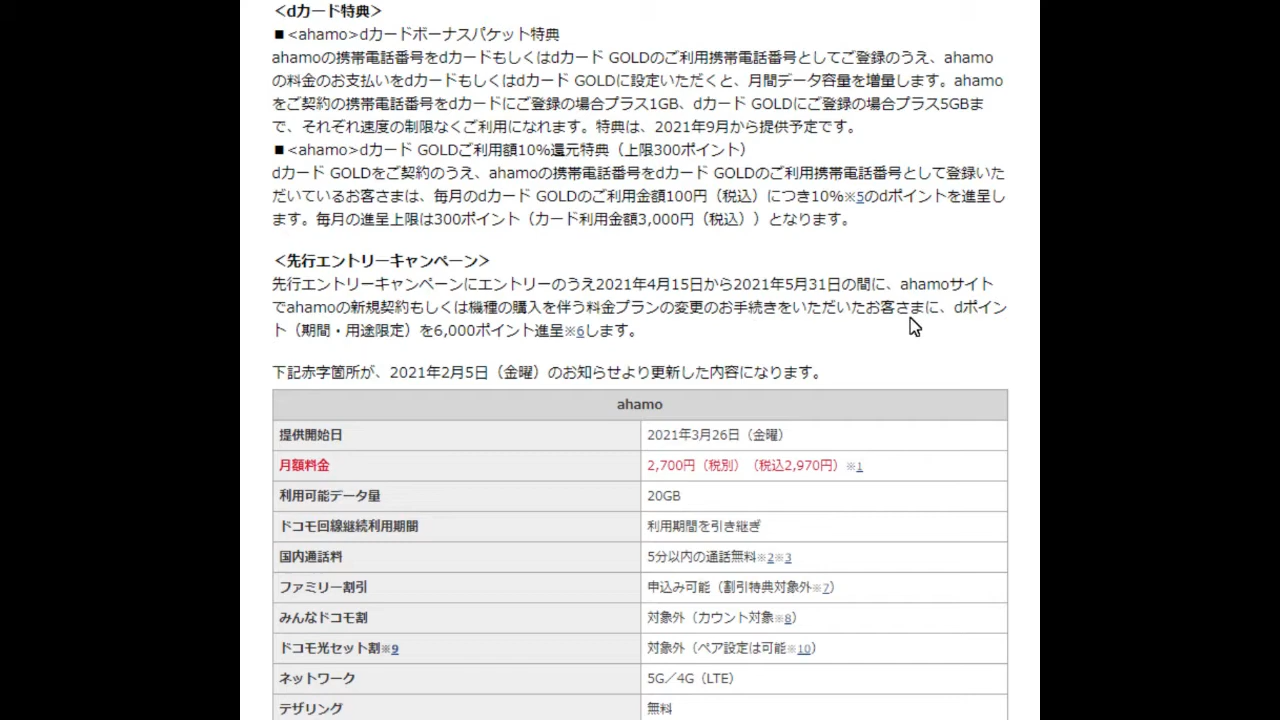 ＜dカード特典＞
■<ahamo>dカードボーナスパケット特典
ahamoの携帯電話番号をdカードもしくはdカード GOLDのご利用携帯電話番号としてご登録のうえ、ahamo
の料金のお支払いをdカードもしくはdカード GOLDに設定いただくと、月間データ容量を増量します。ahamo
をご契約の携帯電話番号をdカードにご登録の場合プラス1GB、dカード GOLDにご登録の場合プラス5GBま
で、それぞれ速度の制限なくご利用になれます。特典は、2021年9月から提供予定です。
■<ahamo>dカード GOLDご利用額10%還元特典（上限300ポイント）
dカード GOLDをご契約のうえ、ahamoの携帯電話番号をdカード GOLDのご利用携帯電話番号として登録いた
だいているお客さまは、毎月のdカード GOLDのご利用金額100円（税込）につき10%※5のdポイントを進呈し
ます。毎月の進呈上限は300ポイント（カード利用金額3,000円（税込））となります。
＜先行エントリーキャンペーン＞
先行エントリーキャンペーンにエントリーのうえ2021年4月15日から2021年5月31日の間に、ahamoサイト
でahamoの新規契約もしくは機種の購入を伴う料金プランの変更のお手続きをいただいたお客さまに、dポイン
ト（期間・用途限定）を6,000ポイント進呈※6します。
下記赤字箇所が、2021年2月5日（金曜）のお知らせより更新した内容になります。
ahamo
提供開始日 2021年3月26日（金曜）
月額料金 2,700円（税別）（税込2,970円）※1
利用可能データ量 20GB
ドコモ回線継続利用期間 利用期間を引き継ぎ
国内通話料 5分以内の通話無料※2※3
ファミリー割引 申込み可能（割引特典対象外※7）
みんなドコモ割 対象外（カウント対象※8）
ドコモ光セット割※9 対象外（ペア設定は可能※10）
ネットワーク 5G／4G（LTE）
テザリング 無料